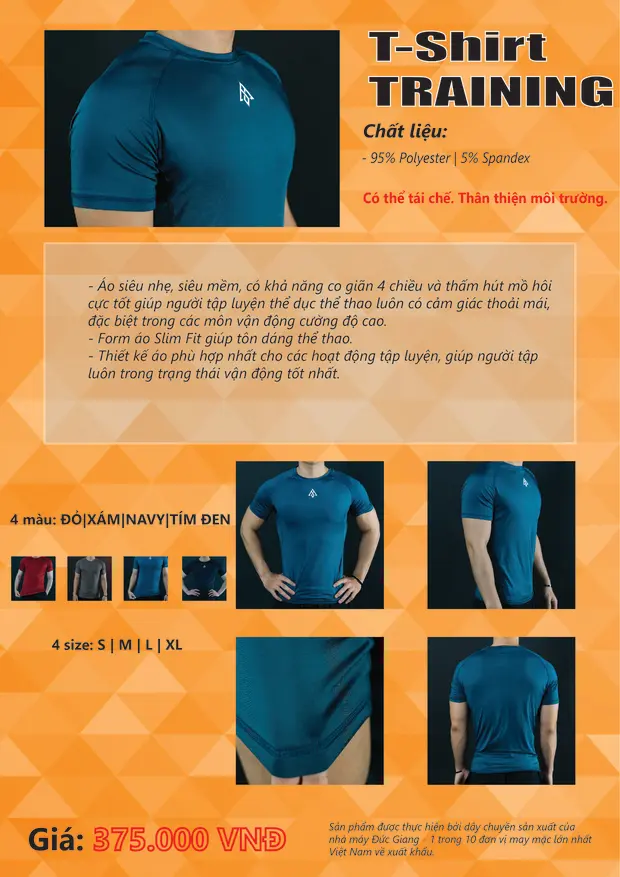 T-Shirt
TRAINING
Chất liệu:
- 95% Polyester | 5% Spandex
Có thể tái chế. Thân thiện môi trường.
- Áo siêu nhẹ, siêu mềm, có khả năng co giãn 4 chiều và thấm hút mồ hôi
cực tốt giúp người tập luyện thể dục thể thao luôn có cảm giác thoải mái,
đặc biệt trong các môn vận động cường độ cao.
- Form áo Slim Fit giúp tôn dáng thể thao.
- Thiết kế áo phù hợp nhất cho các hoạt động tập luyện, giúp người tập
luôn trong trạng thái vận động tốt nhất.
4 màu: ĐỎ|XÁM|NAVY|TÍM ĐEN
4 size: S | M | L | XL
Giá: 375.000 VNĐ
Sản phẩm được thực hiện bởi dây chuyền sản xuất của
nhà máy Đức Giang - 1 trong 10 đơn vị may mặc lớn nhất
Việt Nam về xuất khẩu.